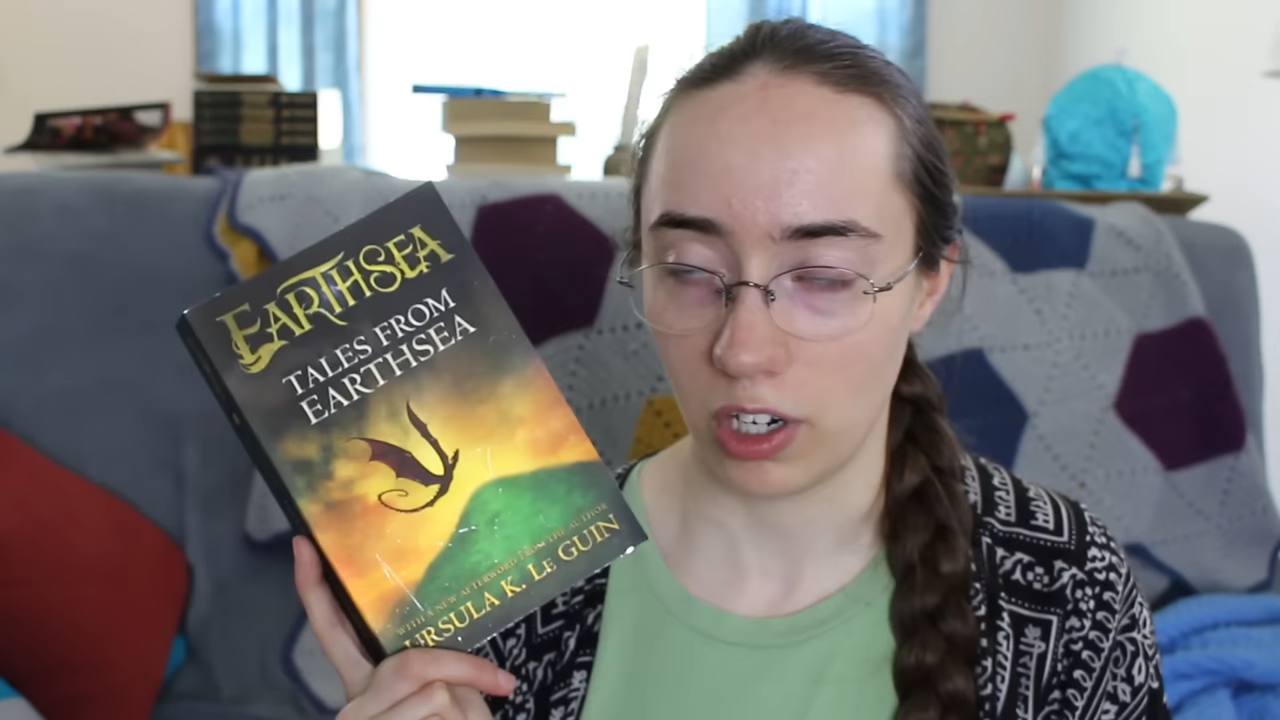 EARTHSEA
TALES FROM
EARTHSEA
WITH A NEW AFTERWORD FROM THE AUTHOR
URSULA K. LE GUIN